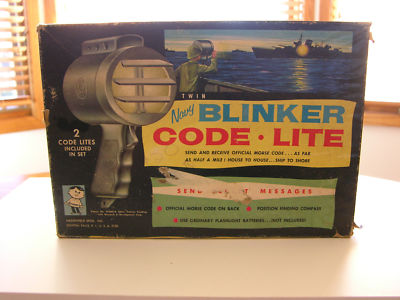 TWIN
Navy BLINKER
CODE · LITE
2
CODE LITES
INCLUDED
IN SET
SEND AND RECEIVE OFFICIAL MORSE CODE....AS FAR
AS HALF A MILE! HOUSE TO HOUSE...SHIP TO SHORE
SEND MESSAGES
• OFFICIAL MORSE CODE ON BACK • POSITION FINDING COMPASS
• USE ORDINARY FLASHLIGHT BATTERIES...(NOT INCLUDED)